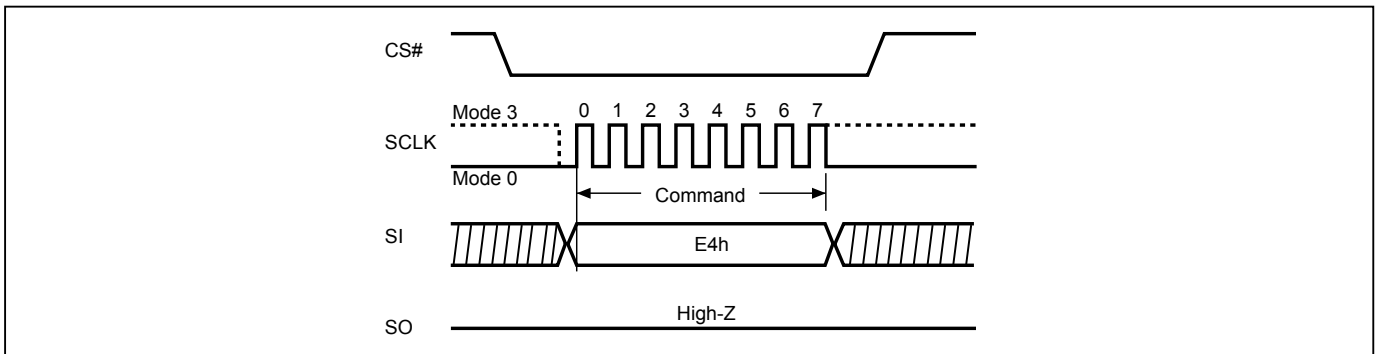 CS#
Mode 3
0 1 2 3 4 5 6 7
SCLK
Mode 0
Command
SI
E4h
High-Z
SO